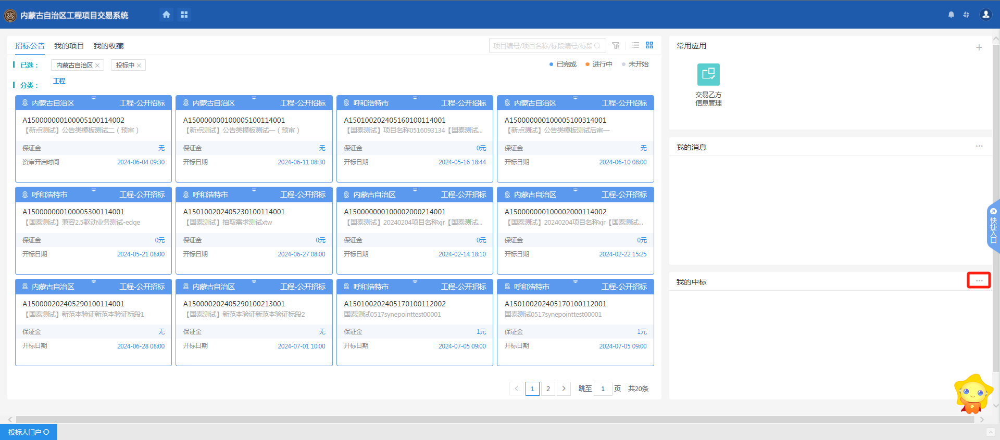 内蒙古自治区工程项目交易系统
招标公告 我的项目 我的收藏
项目编号/项目名称/标段编号/标段
已选： 内蒙古自治区 × 投标中 ×
已完成 进行中 未开始
分类： 工程
内蒙古自治区 工程-公开招标
A150000000100005100114002
【新点测试】公告类模板测试二（预审）
保证金 无
资审开启时间 2024-06-04 09:30
内蒙古自治区 工程-公开招标
A150000000100005100114001
【新点测试】公告类模板测试一（预审）
保证金 无
开标日期 2024-06-11 08:30
呼和浩特市 工程-公开招标
A150100202405160100114001
【国泰测试】项目名称0516093134【国泰测试...
保证金 0元
开标日期 2024-05-16 18:44
内蒙古自治区 工程-公开招标
A150000000100005100314001
【新点测试】公告类模板测试后审一
保证金 无
开标日期 2024-06-10 08:00
呼和浩特市 工程-公开招标
A150000000100005300114001
【国泰测试】兼容2.5驱动业务测试-edge
保证金 0元
开标日期 2024-05-21 08:00
呼和浩特市 工程-公开招标
A150100202405230100114001
【国泰测试】抽取需求测试xtw
保证金 0元
开标日期 2024-06-27 08:00
内蒙古自治区 工程-公开招标
A150000000100002000214001
【国泰测试】20240204项目名称xjr【国泰测试...
保证金 0元
开标日期 2024-02-14 18:10
内蒙古自治区 工程-公开招标
A150000000100002000114002
【国泰测试】20240204项目名称xjr【国泰测试...
保证金 0元
开标日期 2024-02-22 15:25
内蒙古自治区 工程-公开招标
A150000202405290100114001
【国泰测试】新范本验证新范本验证标段1
保证金 无
开标日期 2024-06-28 08:00
内蒙古自治区 工程-公开招标
A150000202405290100213001
【国泰测试】新范本验证新范本验证标段2
保证金 无
开标日期 2024-07-01 10:00
呼和浩特市 工程-公开招标
A150100202405170100112002
国泰测试0517synepointtest00001
保证金 1元
开标日期 2024-07-05 09:00
呼和浩特市 工程-公开招标
A150100202405170100112001
国泰测试0517synepointtest00001
保证金 1元
开标日期 2024-07-05 09:00
< 1 2 > 跳至 1 页 共20条
常用应用 +
交易乙方
信息管理
我的消息 ...
我的中标 ...
快捷入口
投标人门户